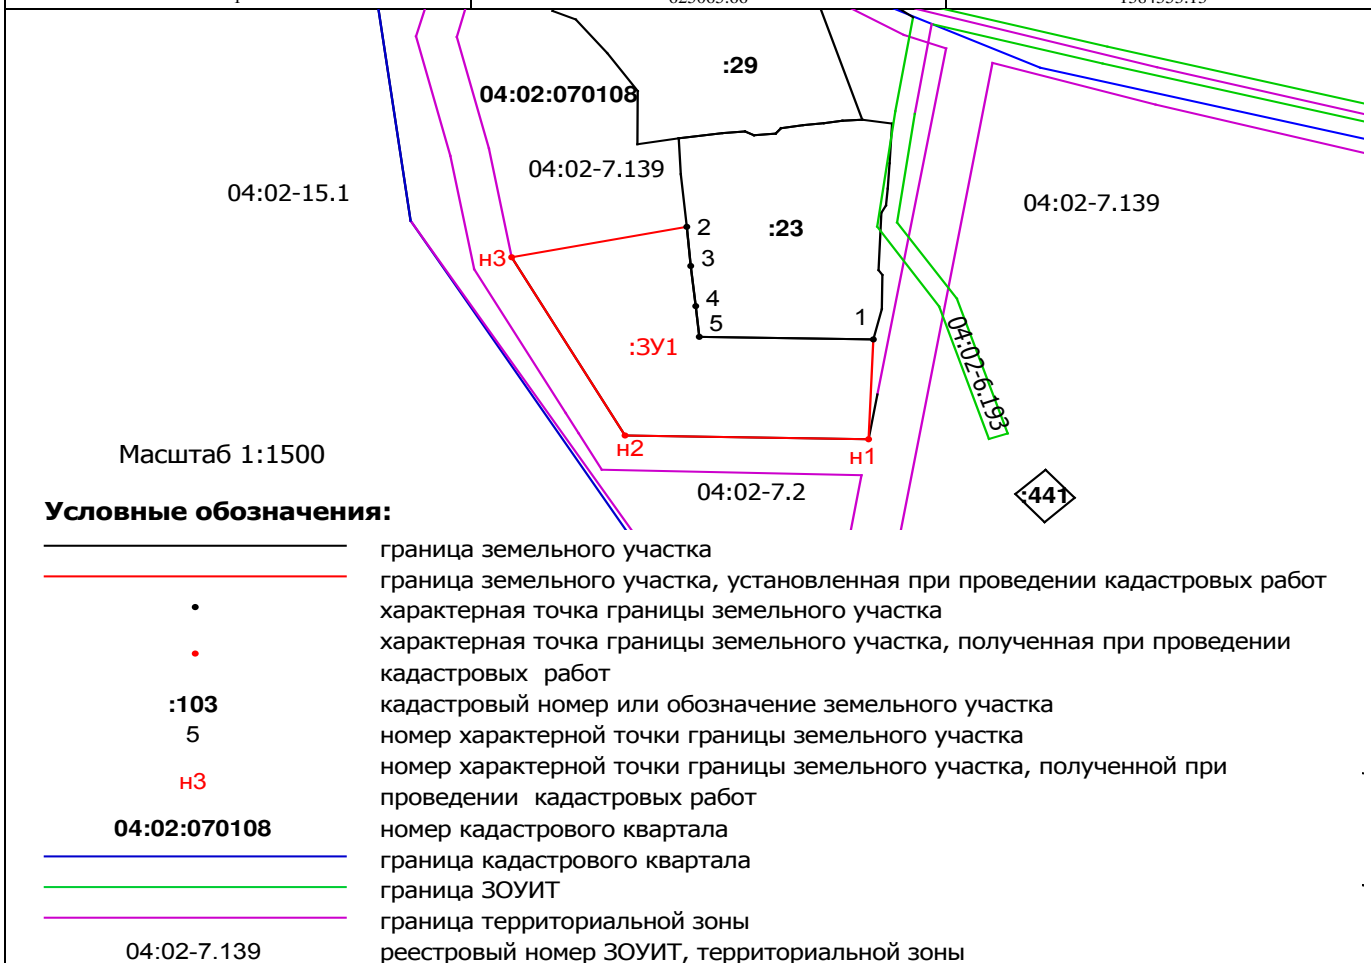 :29
04:02:070108
04:02-7.139
04:02-15.1
04:02-7.139
2
:23
н3
3
4
1
5
:ЗУ1
04:02-6.193
н2
н1
Масштаб 1:1500
04:02-7.2
:441
Условные обозначения:
граница земельного участка
граница земельного участка, установленная при проведении кадастровых работ
характерная точка границы земельного участка
характерная точка границы земельного участка, полученная при проведении
кадастровых работ
:103
кадастровый номер или обозначение земельного участка
5
номер характерной точки границы земельного участка
н3
номер характерной точки границы земельного участка, полученной при
проведении кадастровых работ
04:02:070108
номер кадастрового квартала
граница кадастрового квартала
граница ЗОУИТ
граница территориальной зоны
04:02-7.139
реестровый номер ЗОУИТ, территориальной зоны